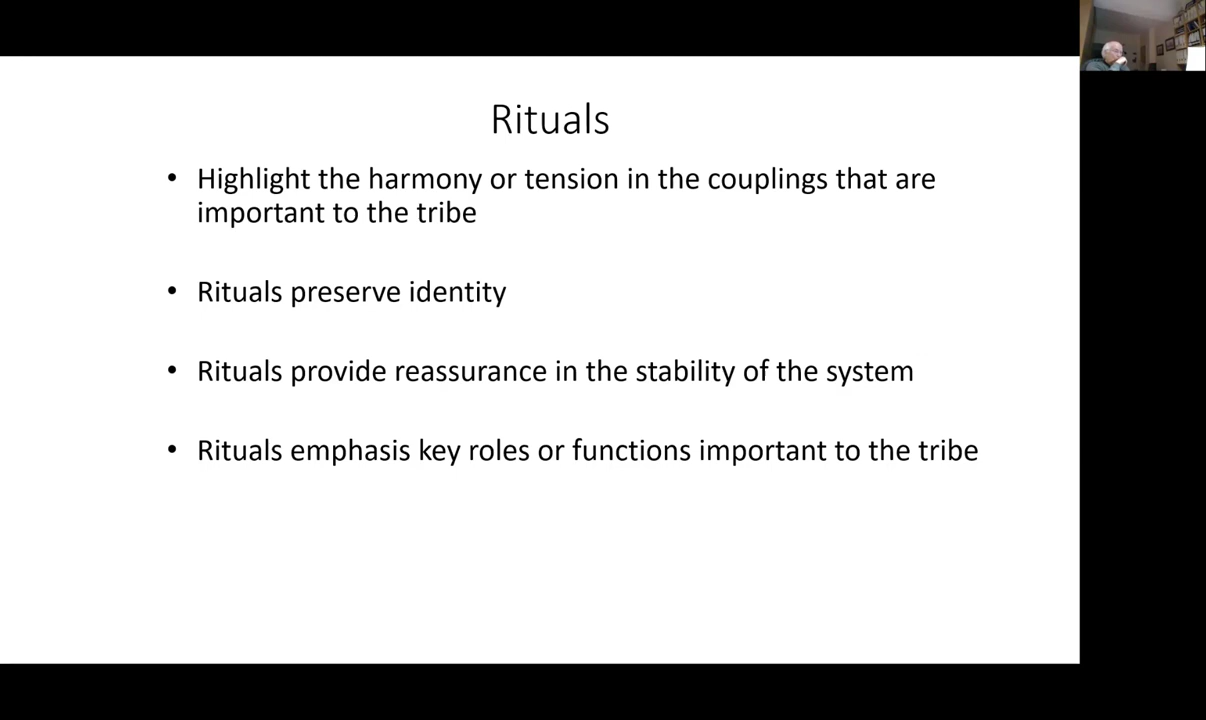 Rituals
• Highlight the harmony or tension in the couplings that are
important to the tribe
• Rituals preserve identity
• Rituals provide reassurance in the stability of the system
• Rituals emphasis key roles or functions important to the tribe